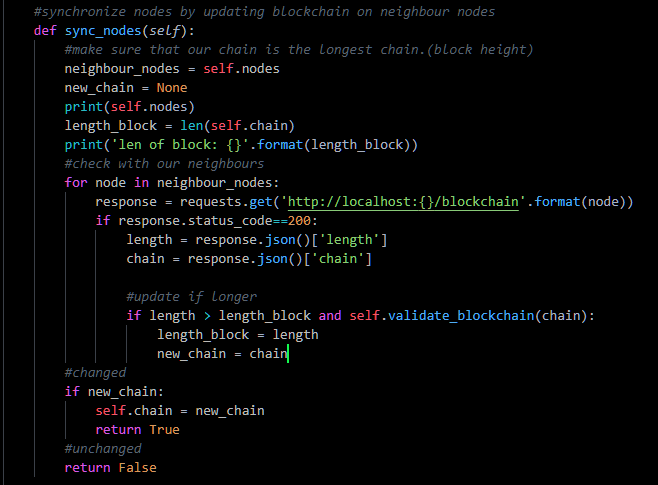 #synchronize nodes by updating blockchain on neighbour nodes
def sync_nodes(self):
#make sure that our chain is the longest chain.(block height)
neighbour_nodes = self.nodes
new_chain = None
print(self.nodes)
length_block = len(self.chain)
print('len of block: {}'.format(length_block))
#check with our neighbours
for node in neighbour_nodes:
response = requests.get('http://localhost:{}/blockchain'.format(node))
if response.status_code==200:
length = response.json()['length']
chain = response.json()['chain']
#update if longer
if length > length_block and self.validate_blockchain(chain):
length_block = length
new_chain = chain
#changed
if new_chain:
self.chain = new_chain
return True
#unchanged
return False